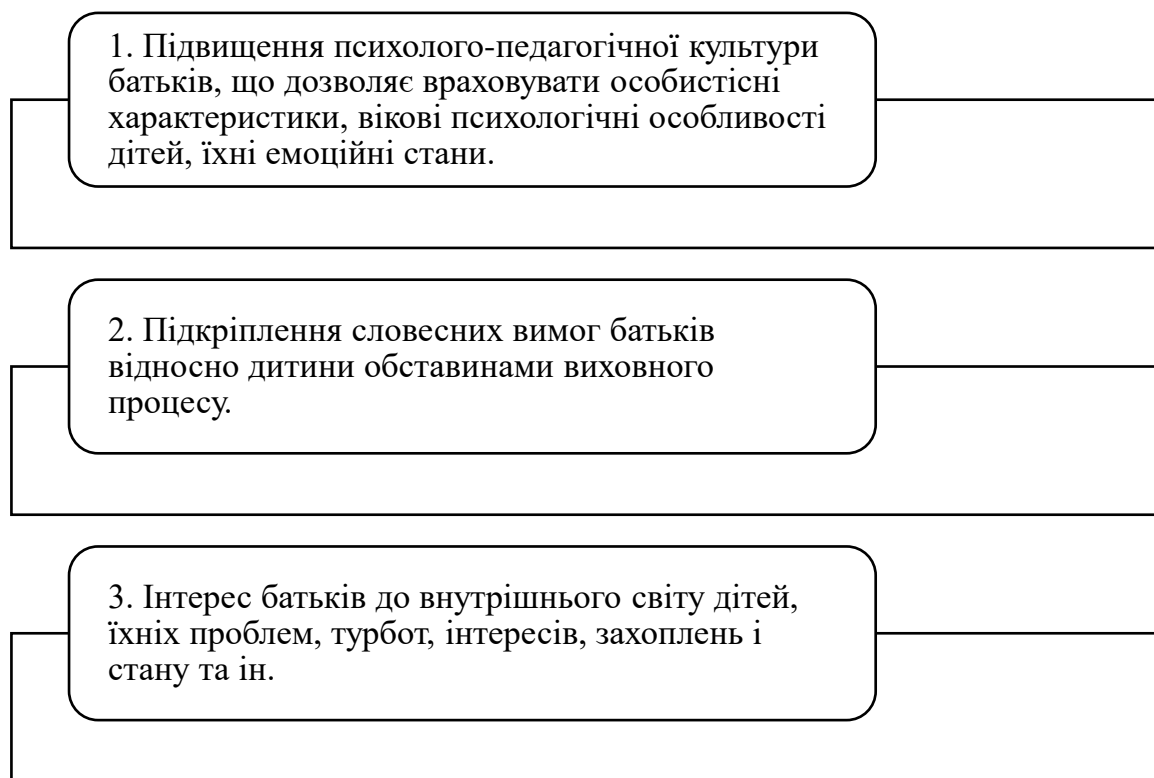 1. Підвищення психолого-педагогічної культури
батьків, що дозволяє враховувати особистісні
характеристики, вікові психологічні особливості
дітей, їхні емоційні стани.
2. Підкріплення словесних вимог батьків
відносно дитини обставинами виховного
процесу.
3. Інтерес батьків до внутрішнього світу дітей,
їхніх проблем, турбот, інтересів, захоплень і
стану та ін.